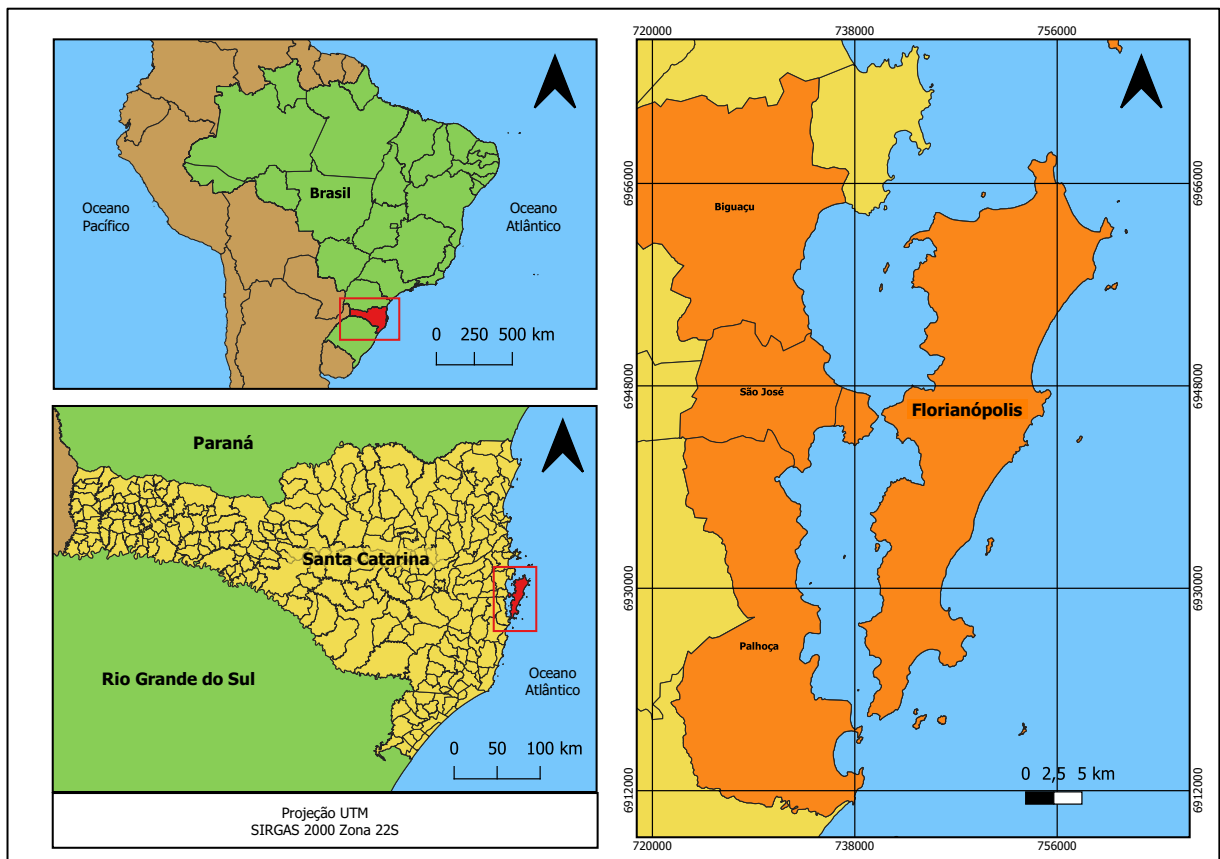 Oceano
Pacífico
Brasil
Oceano
Atlântico
0 250 500 km
Paraná
Santa Catarina
Rio Grande do Sul
Oceano
Atlântico
0 50 100 km
Projeção UTM
SIRGAS 2000 Zona 22S
720000 738000 756000
6966000 6966000
Biguaçu
6948000 6948000
São José
Florianópolis
6930000 6930000
Palhoça
0 2,5 5 km
6912000 6912000
720000 738000 756000